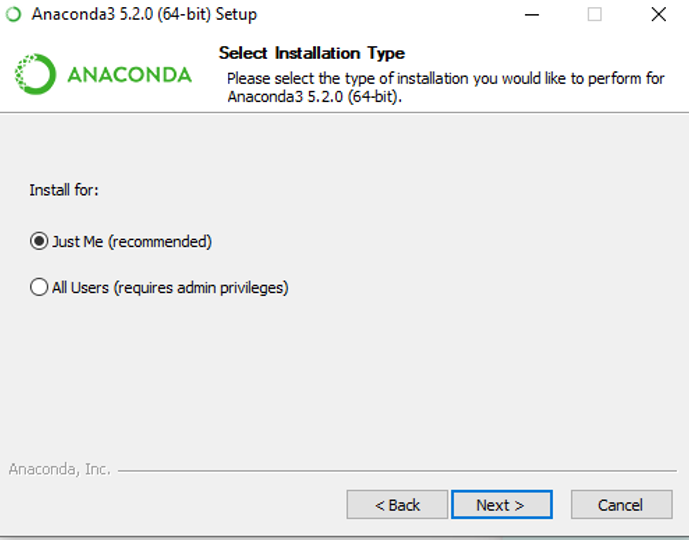 Anaconda3 5.2.0 (64-bit) Setup
ANACONDA
Select Installation Type
Please select the type of installation you would like to perform for
Anaconda3 5.2.0 (64-bit).
Install for:
Just Me (recommended)
All Users (requires admin privileges)
Anaconda, Inc.
< Back Next > Cancel